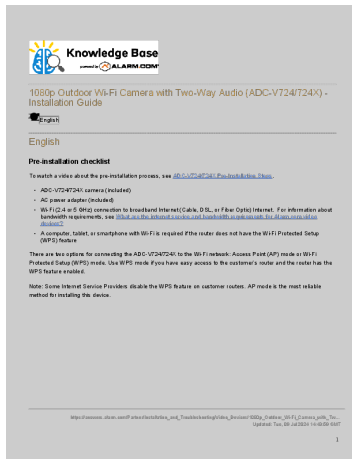 Knowledge Base
powered by ALARM.COM
1080p Outdoor Wi-Fi Camera with Two-Way Audio (ADC-V724/724X) -
Installation Guide
English
English
Pre-installation checklist
To watch a video about the pre-installation process, see ADC-V724/724X Pre-Installation Steps.
• ADC-V724/724X camera (included)
• AC power adapter (included)
• Wi-Fi (2.4 or 5 GHz) connection to broadband Internet (Cable, DSL, or Fiber Optic) Internet. For information about
bandwidth requirements, see What are the internet service and bandwidth requirements for Alarm.com video
devices?
• A computer, tablet, or smartphone with Wi-Fi is required if the router does not have the Wi-Fi Protected Setup
(WPS) feature
There are two options for connecting the ADC-V724/724X to the Wi-Fi network: Access Point (AP) mode or Wi-Fi
Protected Setup (WPS) mode. Use WPS mode if you have easy access to the customer's router and the router has the
WPS feature enabled.
Note: Some Internet Service Providers disable the WPS feature on customer routers. AP mode is the most reliable
method for installing this device.
1